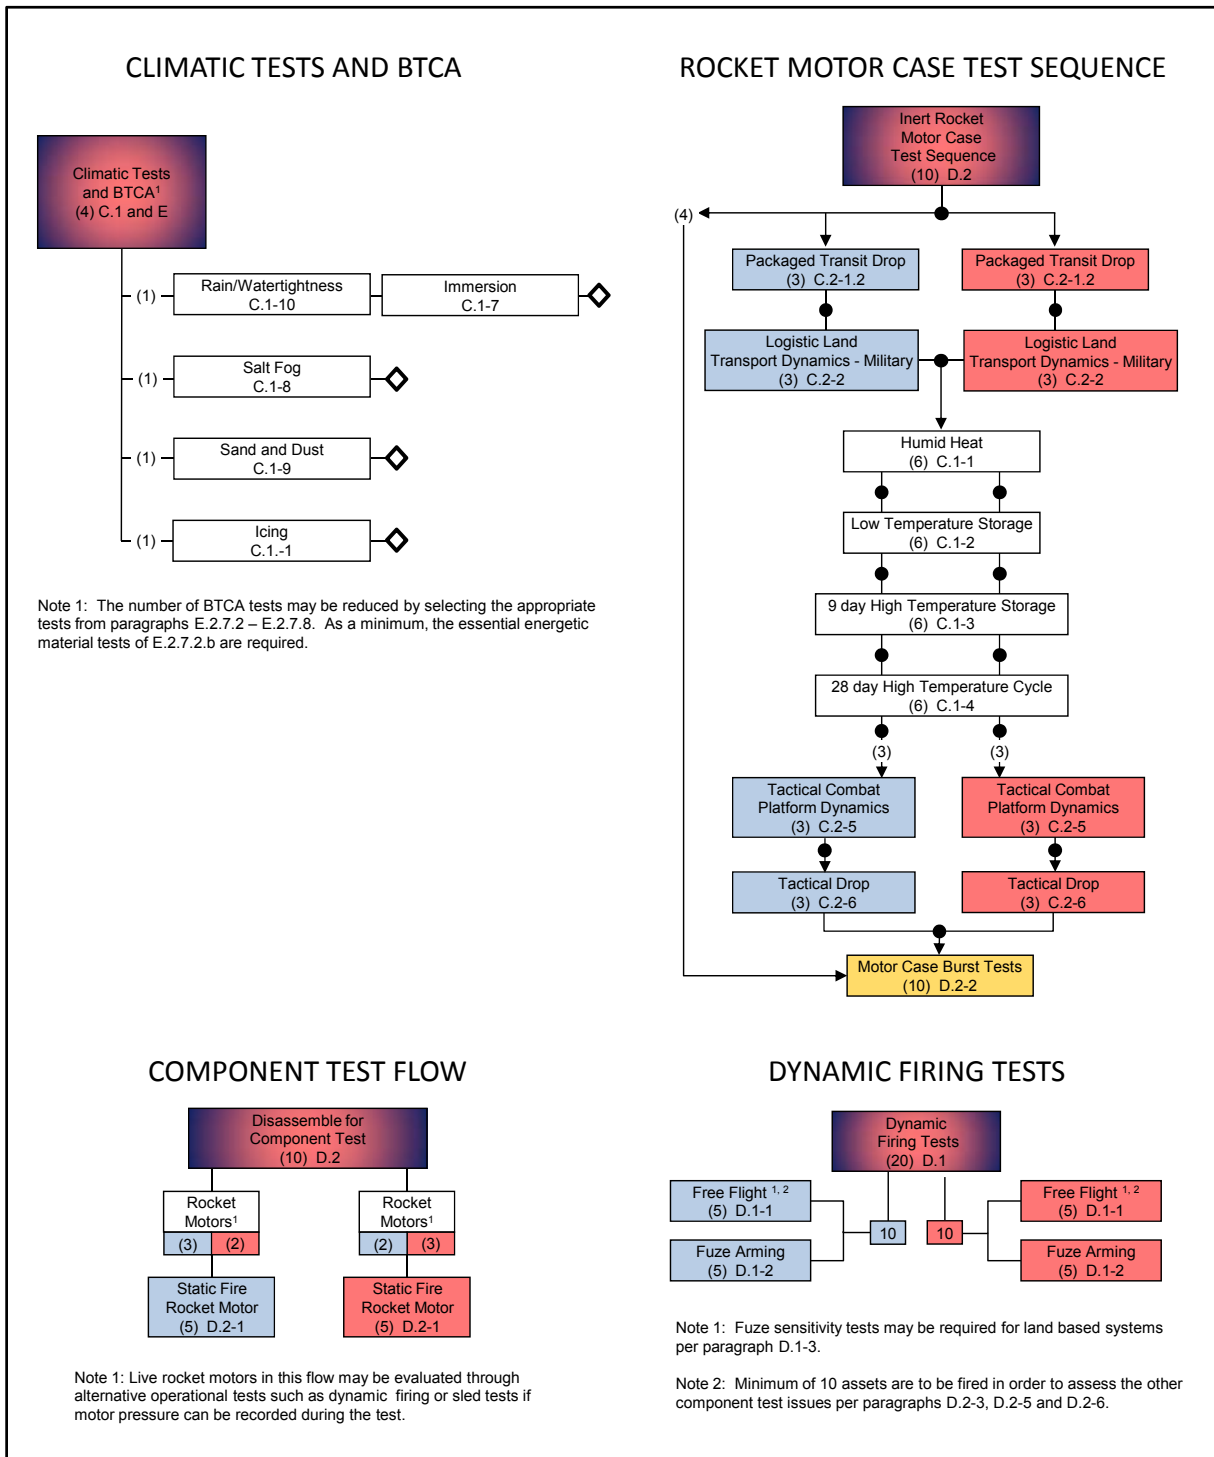 CLIMATIC TESTS AND BTCA
Climatic Tests
and BTCA1
(4) C.1 and E
(1)
Rain/Watertightness
C.1-10
Immersion
C.1-7
(1)
Salt Fog
C.1-8
(1)
Sand and Dust
C.1-9
(1)
Icing
C.1.-1
Note 1: The number of BTCA tests may be reduced by selecting the appropriate
tests from paragraphs E.2.7.2 – E.2.7.8. As a minimum, the essential energetic
material tests of E.2.7.2.b are required.
ROCKET MOTOR CASE TEST SEQUENCE
Inert Rocket
Motor Case
Test Sequence
(10) D.2
(4)
Packaged Transit Drop
(3) C.2-1.2
Packaged Transit Drop
(3) C.2-1.2
Logistic Land
Transport Dynamics - Military
(3) C.2-2
Logistic Land
Transport Dynamics - Military
(3) C.2-2
Humid Heat
(6) C.1-1
Low Temperature Storage
(6) C.1-2
9 day High Temperature Storage
(6) C.1-3
28 day High Temperature Cycle
(6) C.1-4
(3)
(3)
Tactical Combat
Platform Dynamics
(3) C.2-5
Tactical Combat
Platform Dynamics
(3) C.2-5
Tactical Drop
(3) C.2-6
Tactical Drop
(3) C.2-6
Motor Case Burst Tests
(10) D.2-2
COMPONENT TEST FLOW
Disassemble for
Component Test
(10) D.2
Rocket
Motors1
(3) (2)
Rocket
Motors1
(2) (3)
Static Fire
Rocket Motor
(5) D.2-1
Static Fire
Rocket Motor
(5) D.2-1
Note 1: Live rocket motors in this flow may be evaluated through
alternative operational tests such as dynamic firing or sled tests if
motor pressure can be recorded during the test.
DYNAMIC FIRING TESTS
Dynamic
Firing Tests
(20) D.1
Free Flight 1, 2
(5) D.1-1
Fuze Arming
(5) D.1-2
10
10
Free Flight 1, 2
(5) D.1-1
Fuze Arming
(5) D.1-2
Note 1: Fuze sensitivity tests may be required for land based systems
per paragraph D.1-3.
Note 2: Minimum of 10 assets are to be fired in order to assess the other
component test issues per paragraphs D.2-3, D.2-5 and D.2-6.